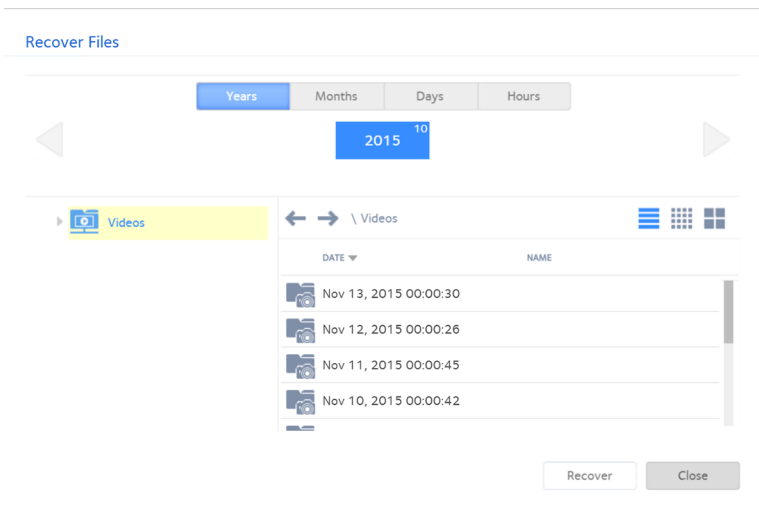 Recover Files
Years Months Days Hours
2015 10
Videos
\ Videos
DATE NAME
Nov 13, 2015 00:00:30
Nov 12, 2015 00:00:26
Nov 11, 2015 00:00:45
Nov 10, 2015 00:00:42
Recover Close